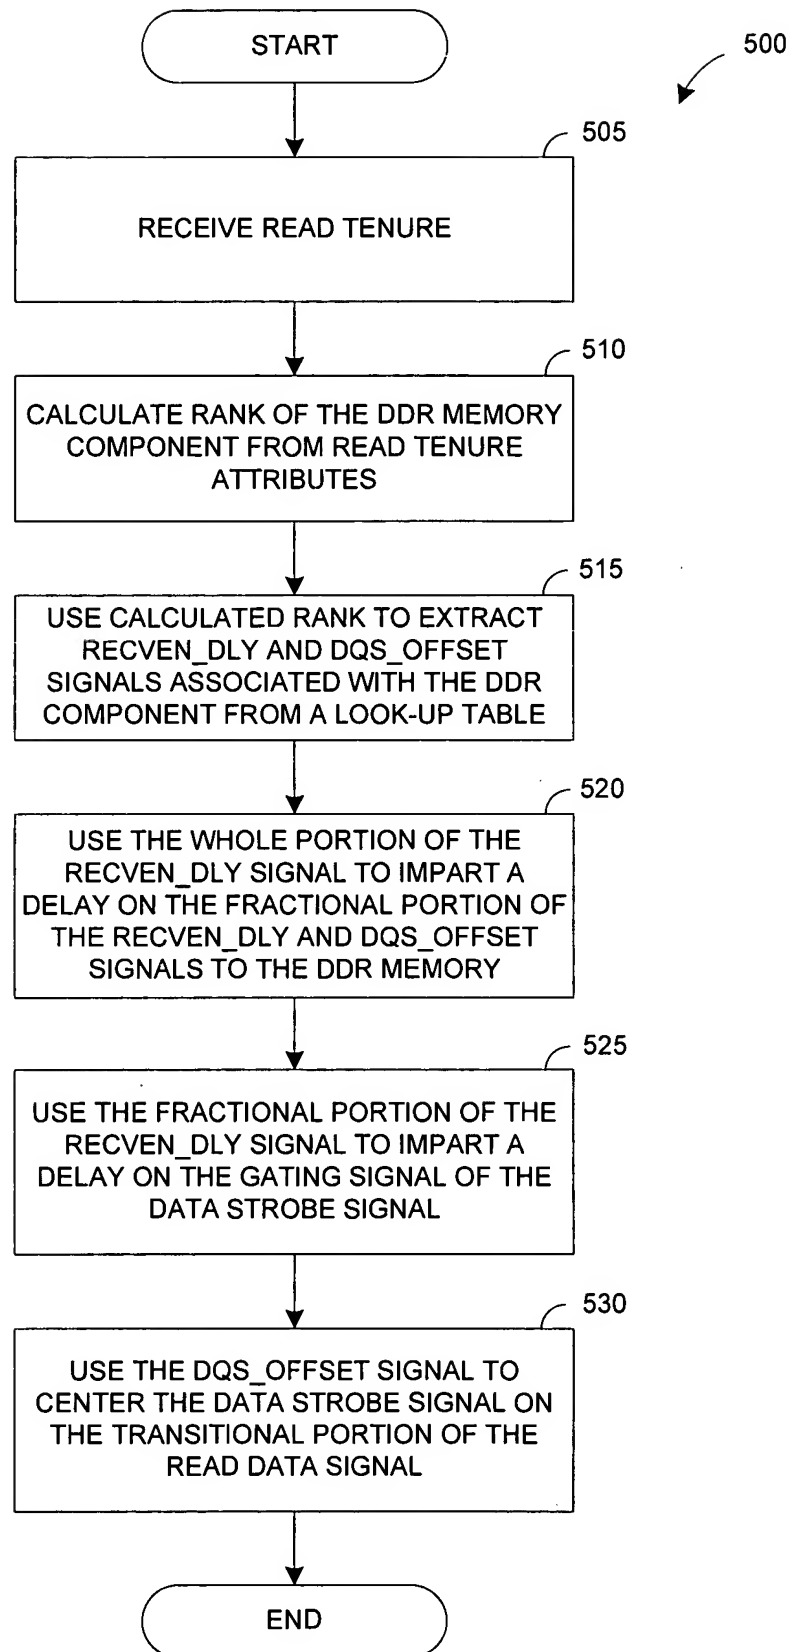 START
500
505
RECEIVE READ TENURE
510
CALCULATE RANK OF THE DDR MEMORY
COMPONENT FROM READ TENURE
ATTRIBUTES
515
USE CALCULATED RANK TO EXTRACT
RECVEN_DLY AND DQS_OFFSET
SIGNALS ASSOCIATED WITH THE DDR
COMPONENT FROM A LOOK-UP TABLE
520
USE THE WHOLE PORTION OF THE
RECVEN_DLY SIGNAL TO IMPART A
DELAY ON THE FRACTIONAL PORTION OF
THE RECVEN_DLY AND DQS_OFFSET
SIGNALS TO THE DDR MEMORY
525
USE THE FRACTIONAL PORTION OF THE
RECVEN_DLY SIGNAL TO IMPART A
DELAY ON THE GATING SIGNAL OF THE
DATA STROBE SIGNAL
530
USE THE DQS_OFFSET SIGNAL TO
CENTER THE DATA STROBE SIGNAL ON
THE TRANSITIONAL PORTION OF THE
READ DATA SIGNAL
END